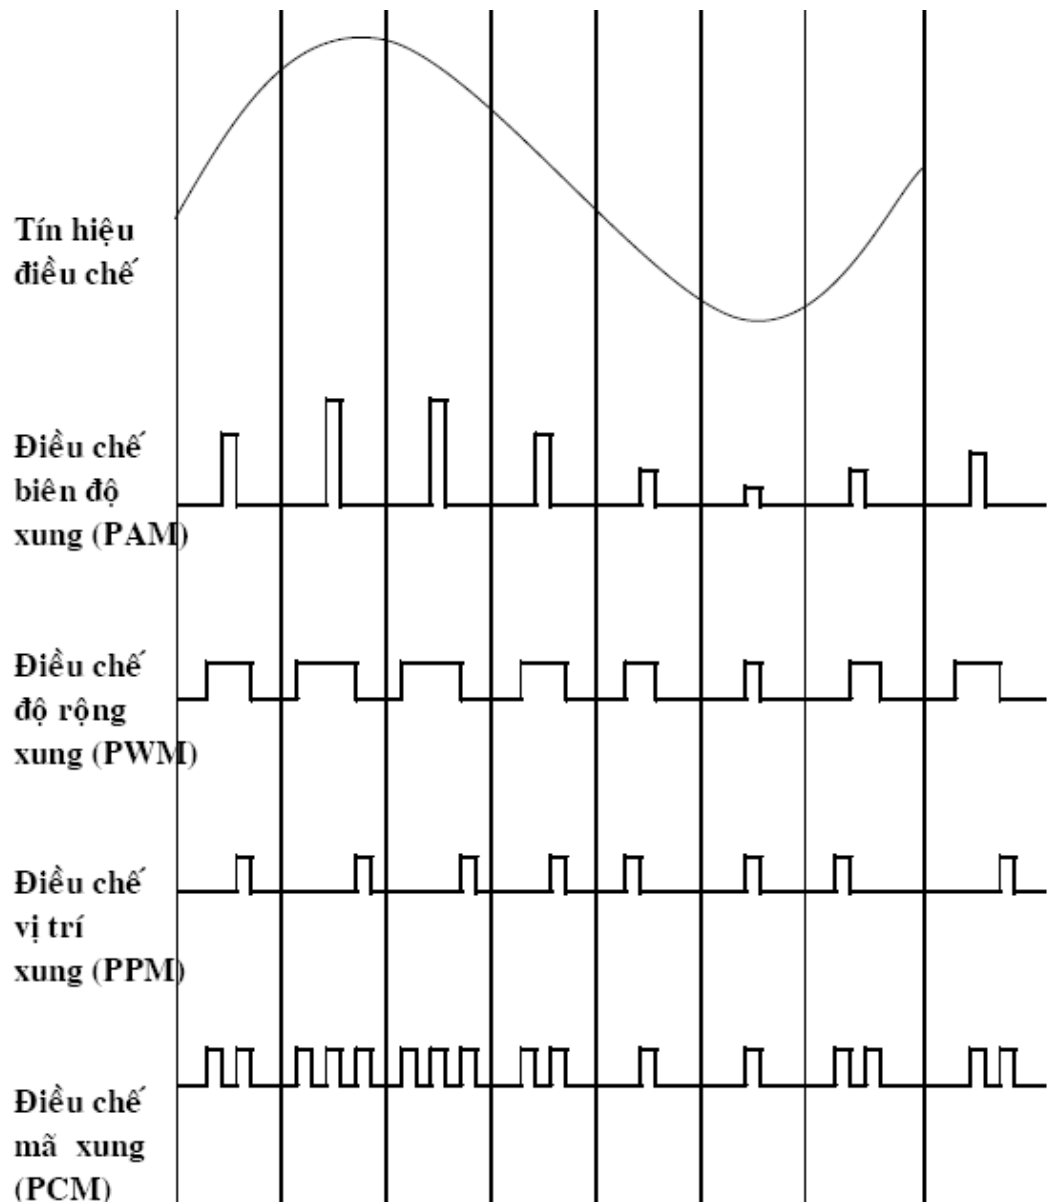 Tín hiệu
điều chế
Điều chế
biên độ
xung (PAM)
Điều chế
độ rộng
xung (PWM)
Điều chế
vị trí
xung (PPM)
Điều chế
mã xung
(PCM)